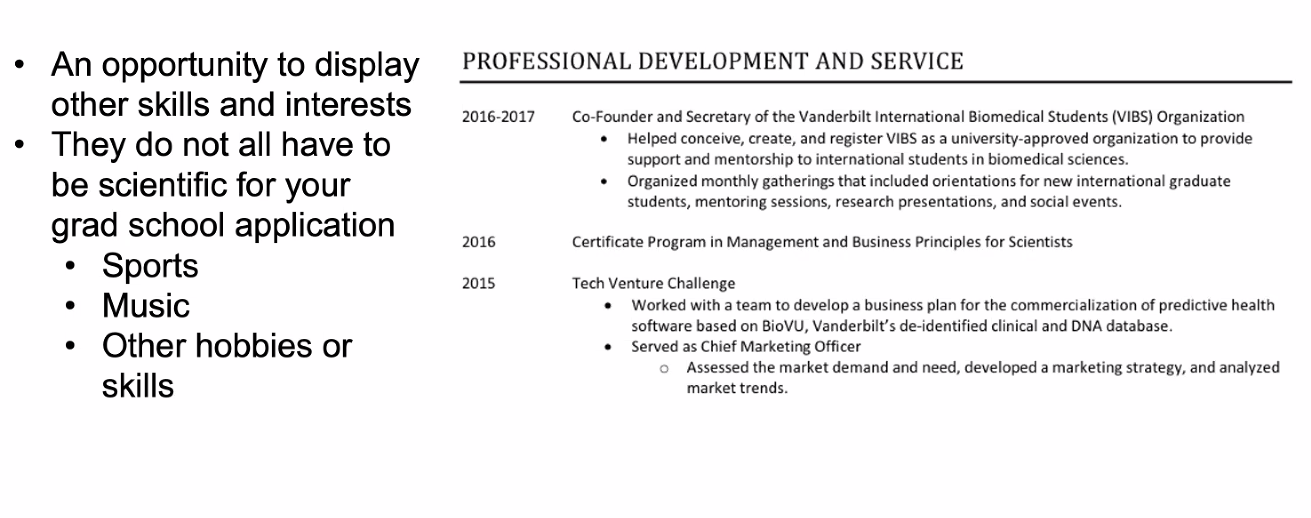 • An opportunity to display
other skills and interests
• They do not all have to
be scientific for your
grad school application
• Sports
• Music
• Other hobbies or
skills
PROFESSIONAL DEVELOPMENT AND SERVICE
2016-2017 Co-Founder and Secretary of the Vanderbilt International Biomedical Students (VIBS) Organization
• Helped conceive, create, and register VIBS as a university-approved organization to provide
support and mentorship to international students in biomedical sciences.
• Organized monthly gatherings that included orientations for new international graduate
students, mentoring sessions, research presentations, and social events.
2016 Certificate Program in Management and Business Principles for Scientists
2015 Tech Venture Challenge
• Worked with a team to develop a business plan for the commercialization of predictive health
software based on BioVU, Vanderbilt’s de-identified clinical and DNA database.
• Served as Chief Marketing Officer
○ Assessed the market demand and need, developed a marketing strategy, and analyzed
market trends.